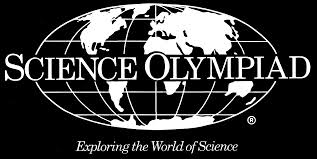 SCIENCE OLYMPIAD
®
Exploring the World of Science